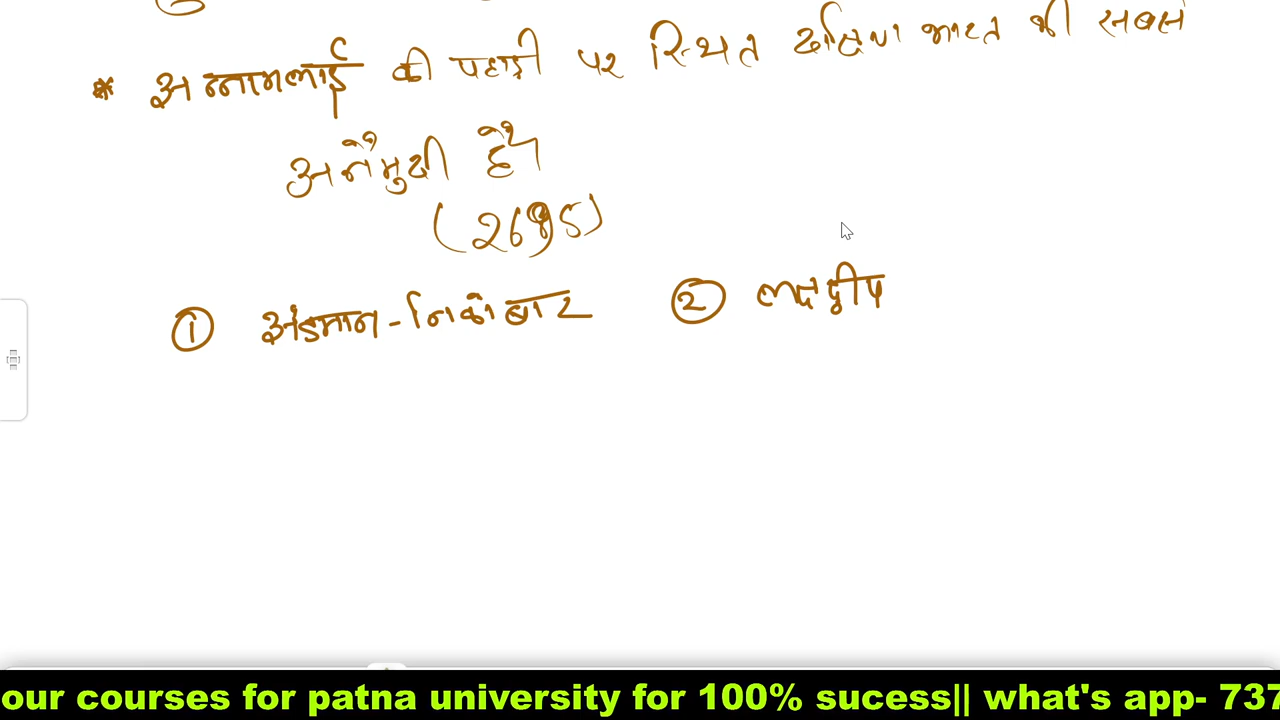 * अन्नामलाई की पहाड़ी पर स्थित दक्षिण भारत की सबसे
अनैमुदी है।
(2695)
① अंडमान - निकोबार ② लक्षद्वीप
our courses for patna university for 100% sucess|| what's app- 737